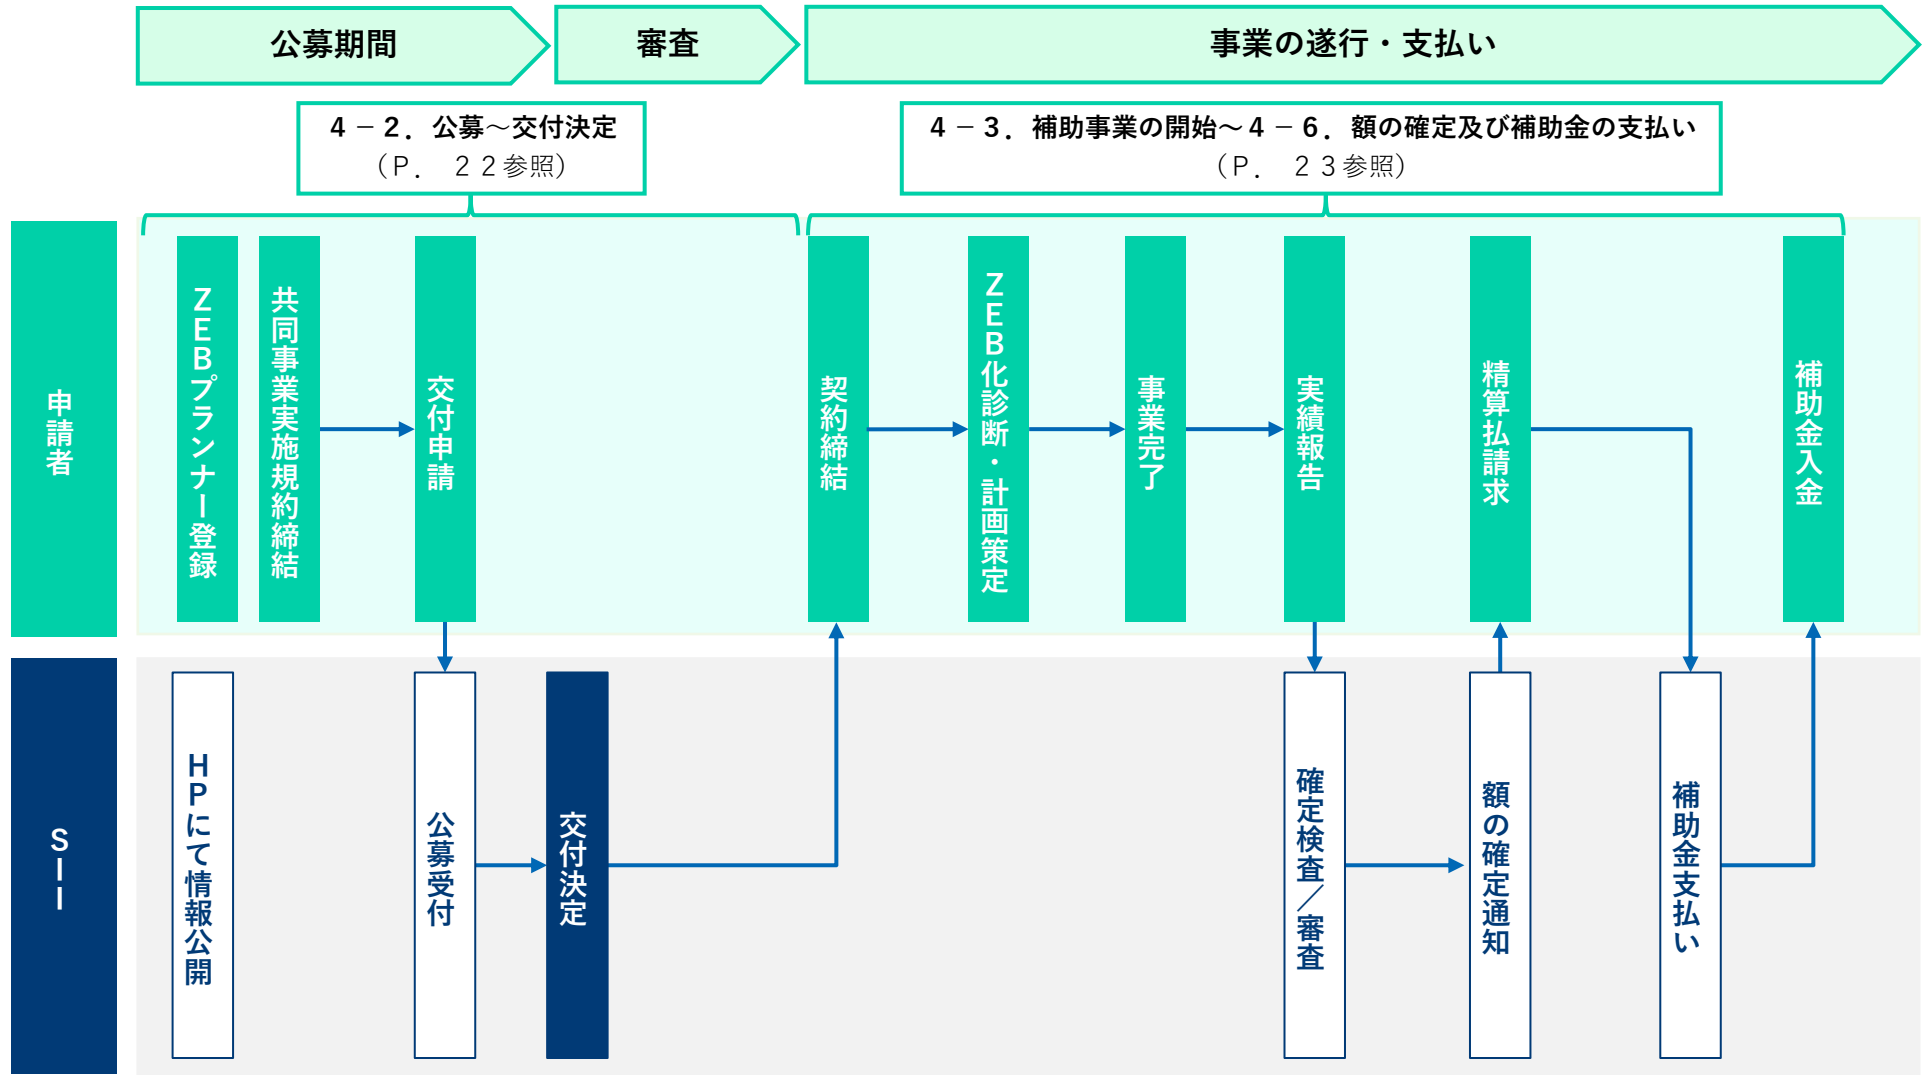 公募期間
審査
事業の遂行・支払い
４－２．公募～交付決定
（Ｐ．　２２参照）
４－３．補助事業の開始～４－６．額の確定及び補助金の支払い
（Ｐ．　２３参照）
申請者
ＺＥＢプランナー登録
共同事業実施規約締結
交付申請
契約締結
ＺＥＢ化診断・計画策定
事業完了
実績報告
精算払請求
補助金入金
ＳＩＩ
ＨＰにて情報公開
公募受付
交付決定
確定検査／審査
額の確定通知
補助金支払い